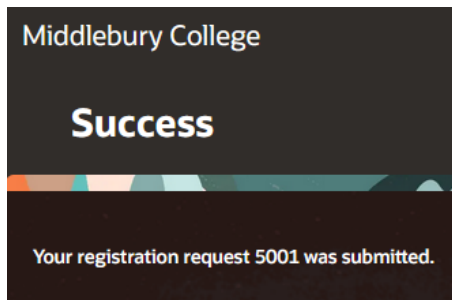 Middlebury College
Success
Your registration request 5001 was submitted.